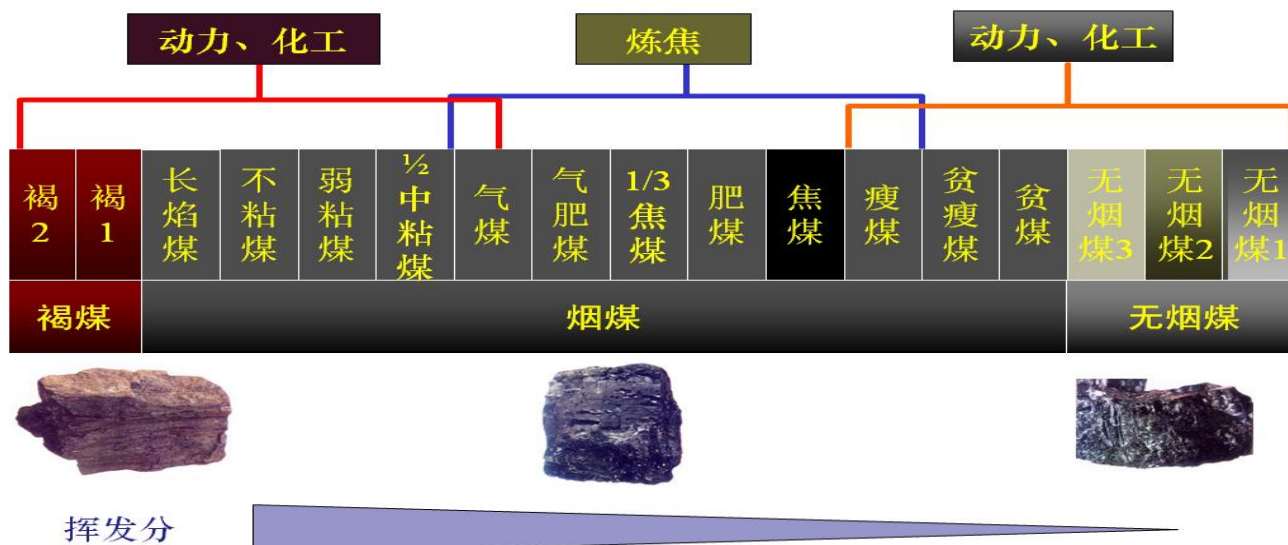 动力、化工
炼焦
动力、化工
褐2
褐1
长焰煤
不粘煤
弱粘煤
½中粘煤
气煤
气肥煤
1/3焦煤
肥煤
焦煤
瘦煤
贫瘦煤
贫煤
无烟煤3
无烟煤2
无烟煤1
褐煤
烟煤
无烟煤
挥发分